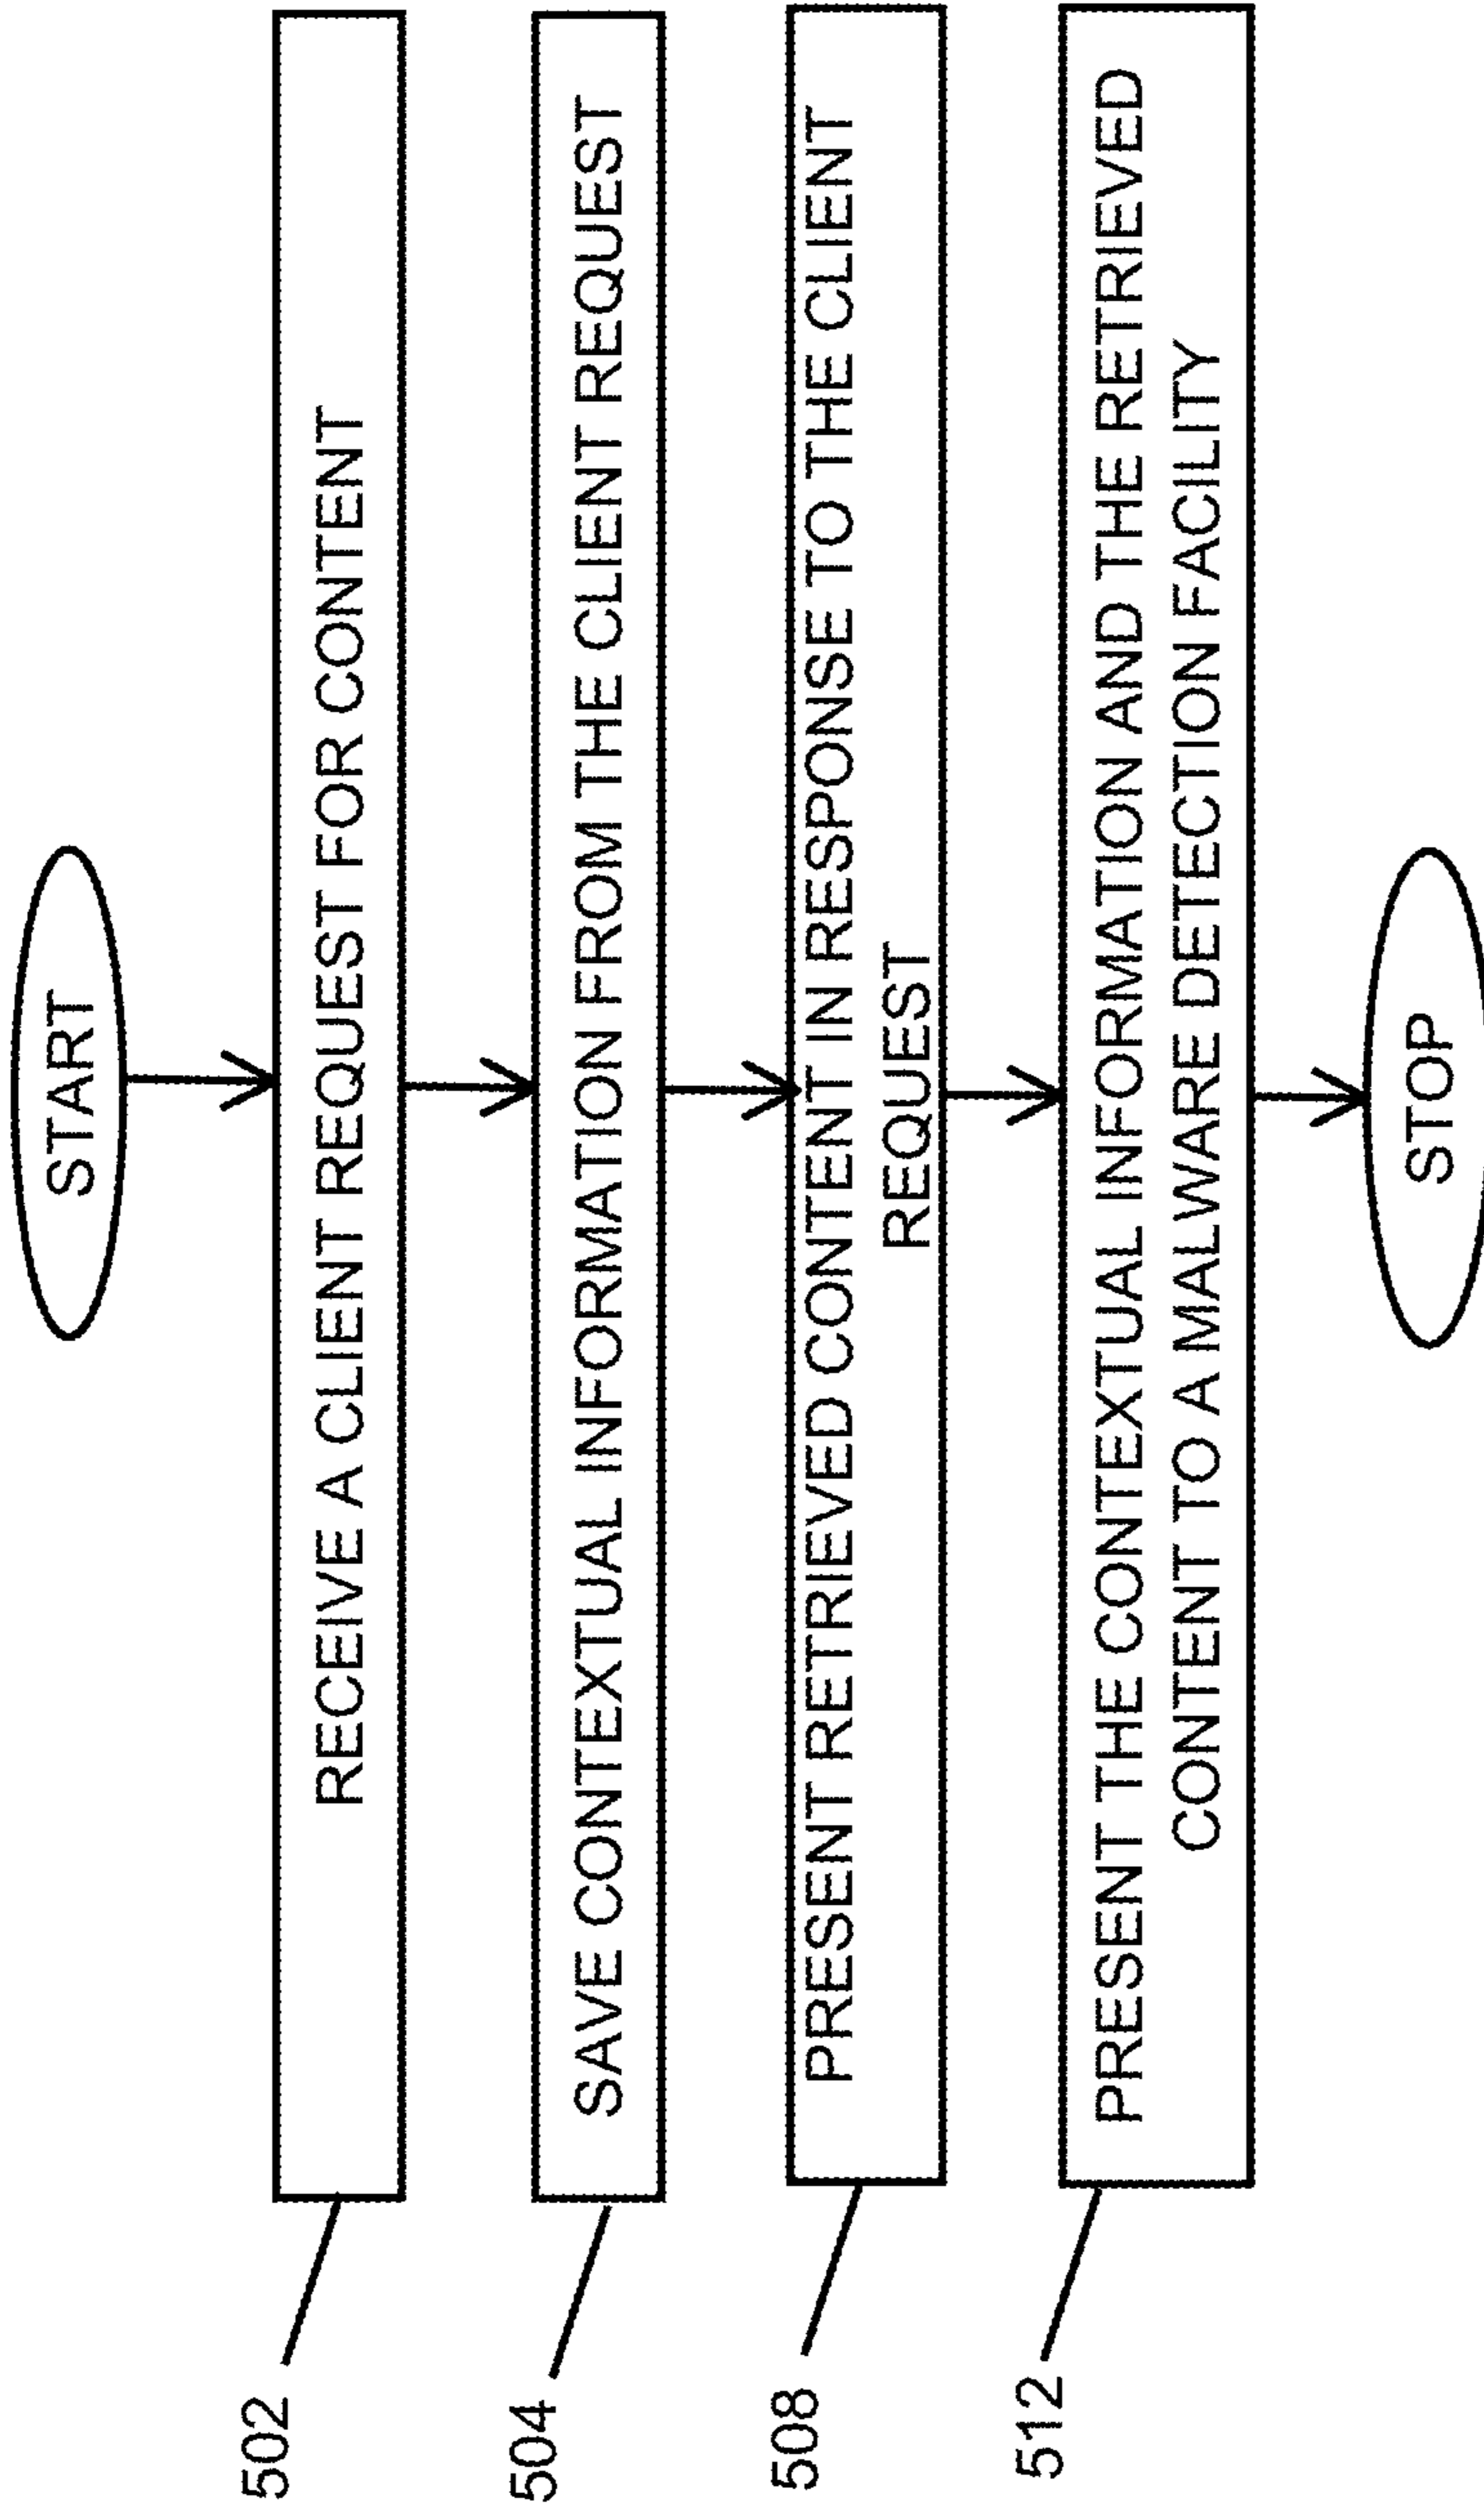 START
502
RECEIVE A CLIENT REQUEST FOR CONTENT
504
SAVE CONTEXTUAL INFORMATION FROM THE CLIENT REQUEST
508
PRESENT RETRIEVED CONTENT IN RESPONSE TO THE CLIENT
REQUEST
512
PRESENT THE CONTEXTUAL INFORMATION AND THE RETRIEVED
CONTENT TO A MALWARE DETECTION FACILITY
STOP